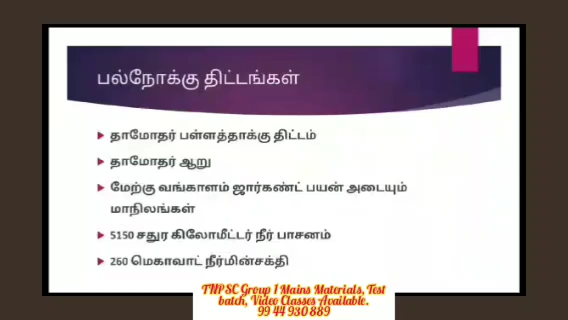 பல்நோக்கு திட்டங்கள்
தாமோதர் பள்ளத்தாக்கு திட்டம்
தாமோதர் ஆறு
மேற்கு வங்காளம் ஜார்கண்ட் பயன் அடையும்
மாநிலங்கள்
5150 சதுர கிலோமீட்டர் நீர் பாசனம்
260 மெகாவாட் நீர்மின்சக்தி
TNPSC Group 1 Mains Materials, Test
batch, Video Classes Available.
99 44 930 889